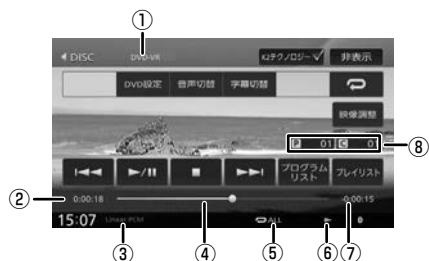 ①
DISC DVD-VR K2テクノロジー 非表示
DVD設定 音声切替 字幕切替
映像調整
P 01 C 0
⑧
プログラムリスト プレイリスト
② 0:00:18 -0:00:15
15:07 Linear PCM ALL 0
③ ④ ⑤ ⑥ ⑦